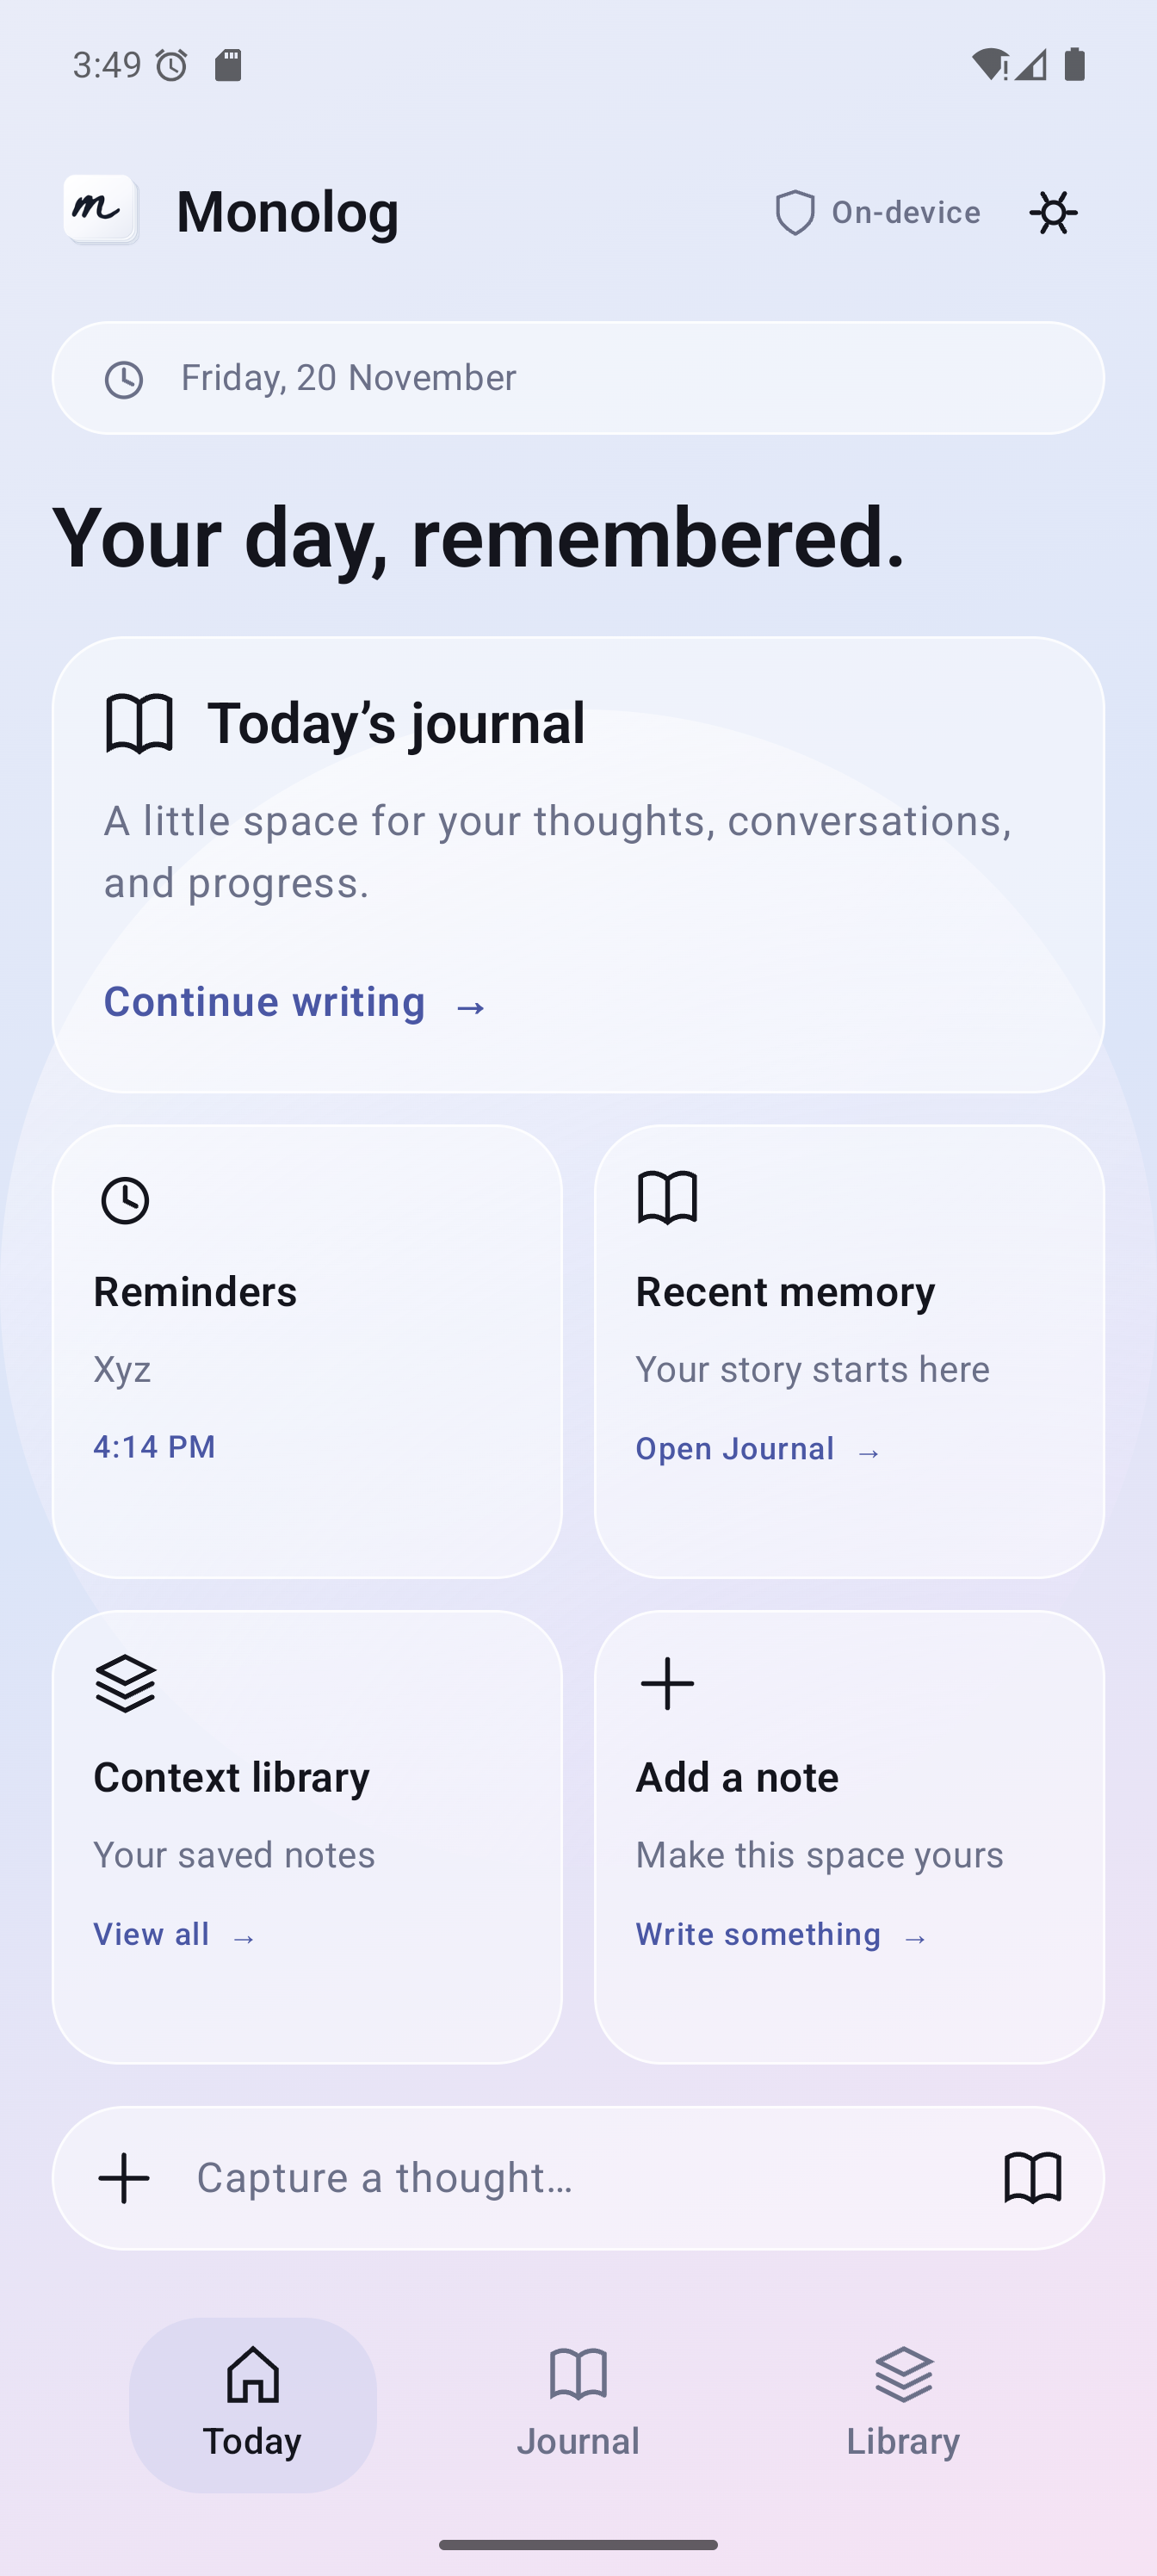 3:49
Monolog
On-device
Friday, 20 November
Your day, remembered.
Today’s journal
A little space for your thoughts, conversations,
and progress.
Continue writing →
Reminders
Xyz
4:14 PM
Recent memory
Your story starts here
Open Journal →
Context library
Your saved notes
View all →
Add a note
Make this space yours
Write something →
Capture a thought…
Today
Journal
Library